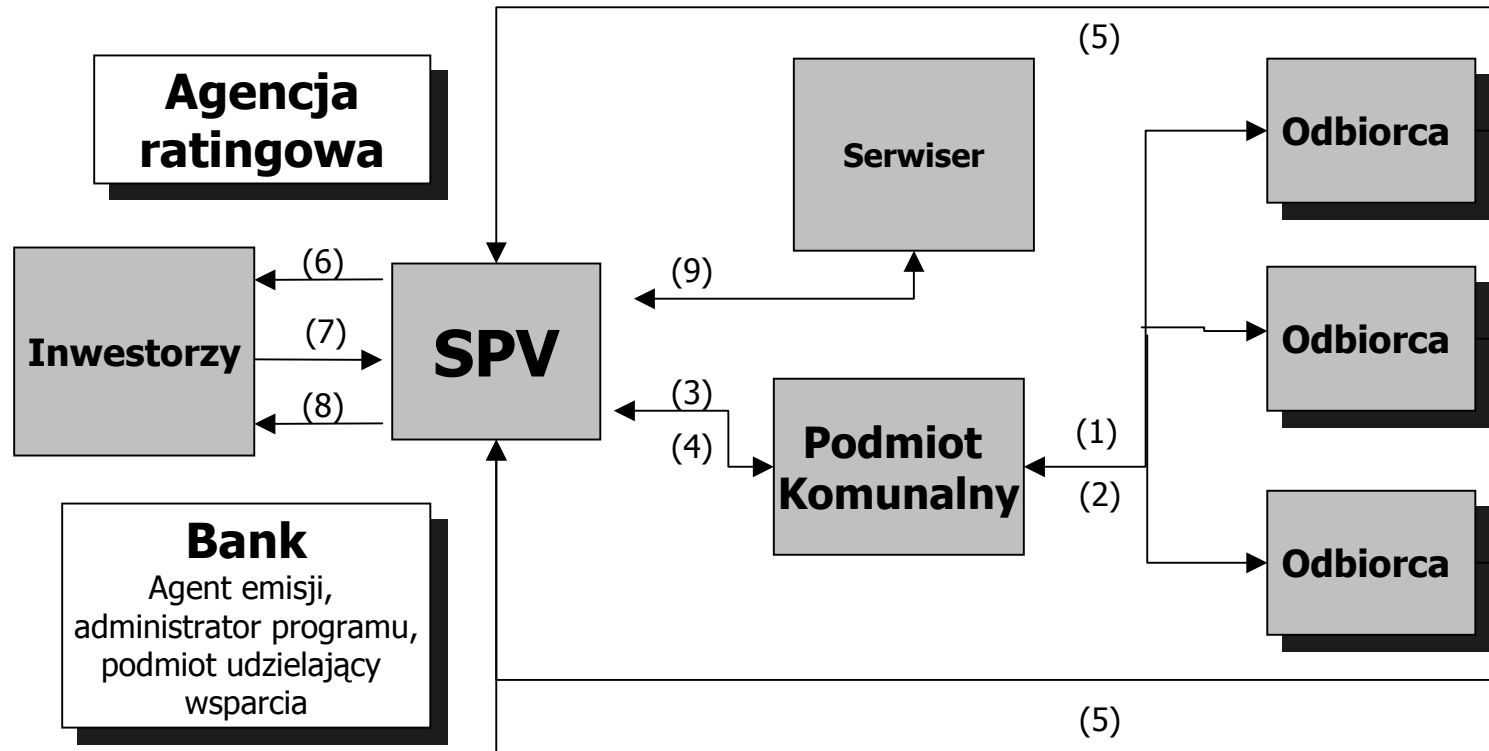 (5)
Agencja
ratingowa
Serwiser
Odbiorca
(6)
(9)
Inwestorzy
(7)
SPV
Odbiorca
(8)
(3)
(4)
Podmiot
Komunalny
(1)
(2)
Bank
Agent emisji,
administrator programu,
podmiot udzielający
wsparcia
Odbiorca
(5)